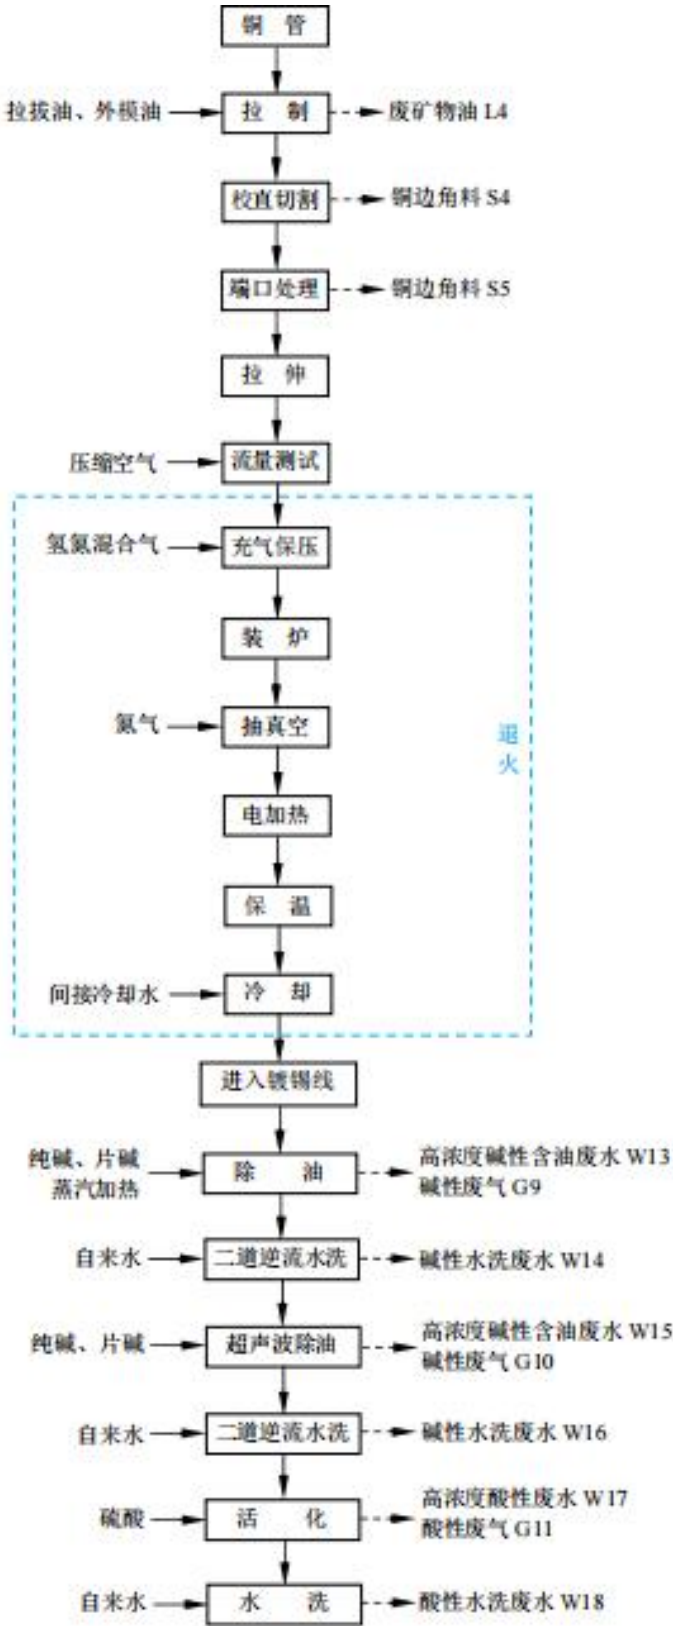 铜 管
拉拔油、外模油
拉 制
废矿物油 L4
校直切割
铜边角料 S4
端口处理
铜边角料 S5
拉 伸
压缩空气
流量测试
氢氮混合气
充气保压
装 炉
氮气
抽真空
退火
电加热
保 温
间接冷却水
冷 却
进入镀锡线
纯碱、片碱
蒸汽加热
除 油
高浓度碱性含油废水 W13
碱性废气 G9
自来水
二道逆流水洗
碱性水洗废水 W14
纯碱、片碱
超声波除油
高浓度碱性含油废水 W15
碱性废气 G10
自来水
二道逆流水洗
碱性水洗废水 W16
硫酸
活 化
高浓度酸性废水 W17
酸性废气 G11
自来水
水 洗
酸性水洗废水 W18